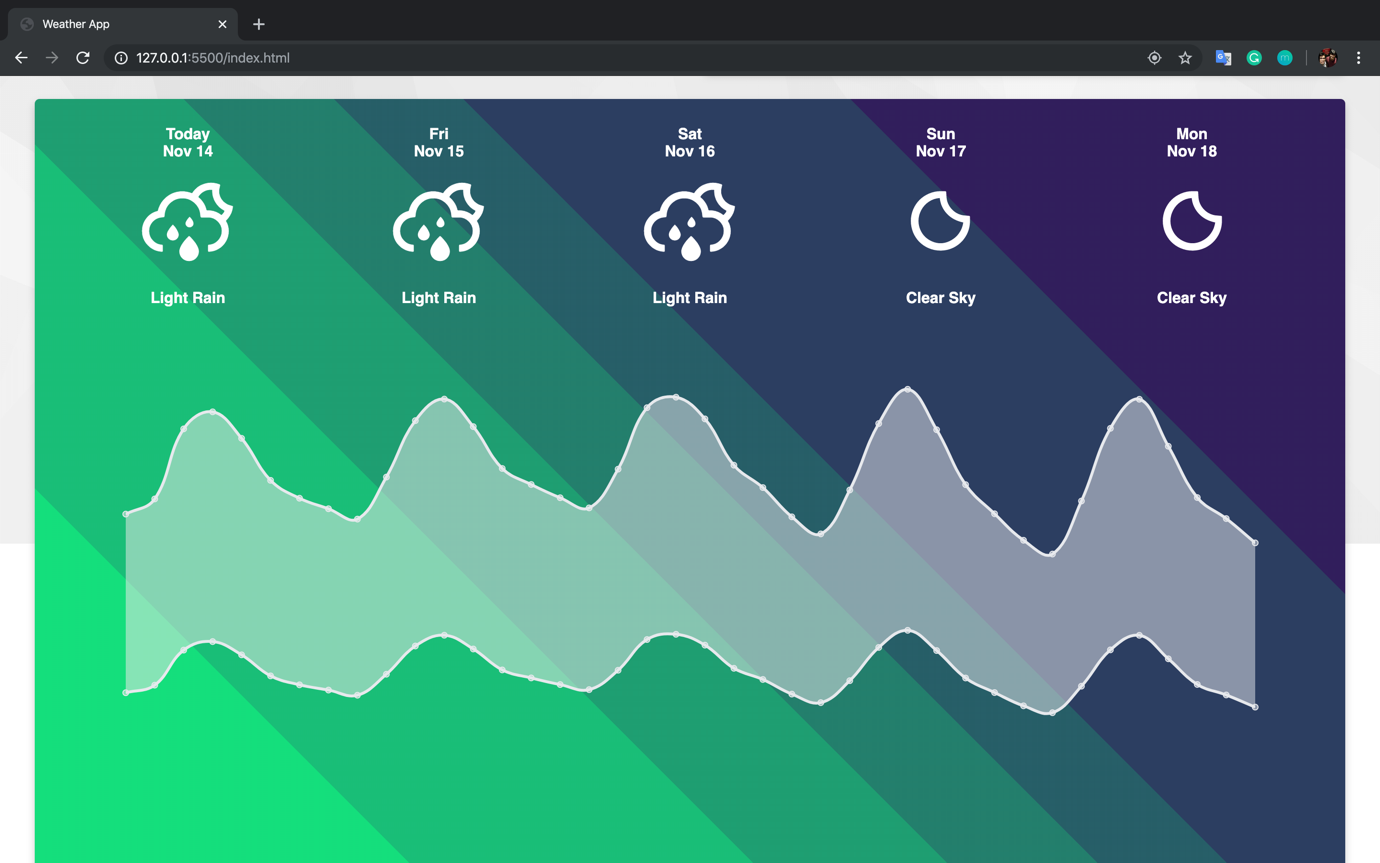 Weather App
127.0.0.1:5500/index.html
Today
Nov 14
Light Rain
Fri
Nov 15
Light Rain
Sat
Nov 16
Light Rain
Sun
Nov 17
Clear Sky
Mon
Nov 18
Clear Sky